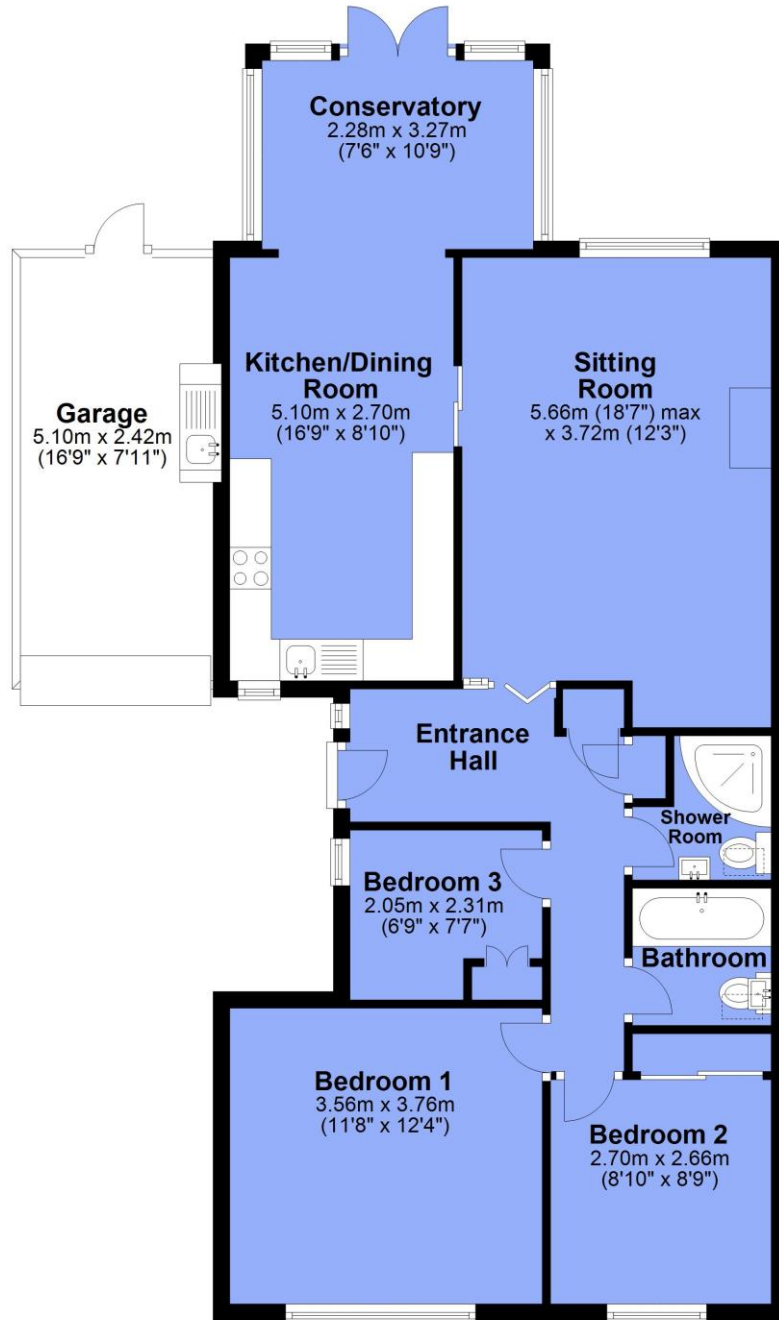 Conservatory
2.28m x 3.27m
(7'6" x 10'9")
Kitchen/Dining
Room
5.10m x 2.70m
(16'9" x 8'10")
Sitting
Room
5.66m (18'7") max
x 3.72m (12'3")
Garage
5.10m x 2.42m
(16'9" x 7'11")
Entrance
Hall
Shower
Room
Bedroom 3
2.05m x 2.31m
(6'9" x 7'7")
Bathroom
Bedroom 1
3.56m x 3.76m
(11'8" x 12'4")
Bedroom 2
2.70m x 2.66m
(8'10" x 8'9")